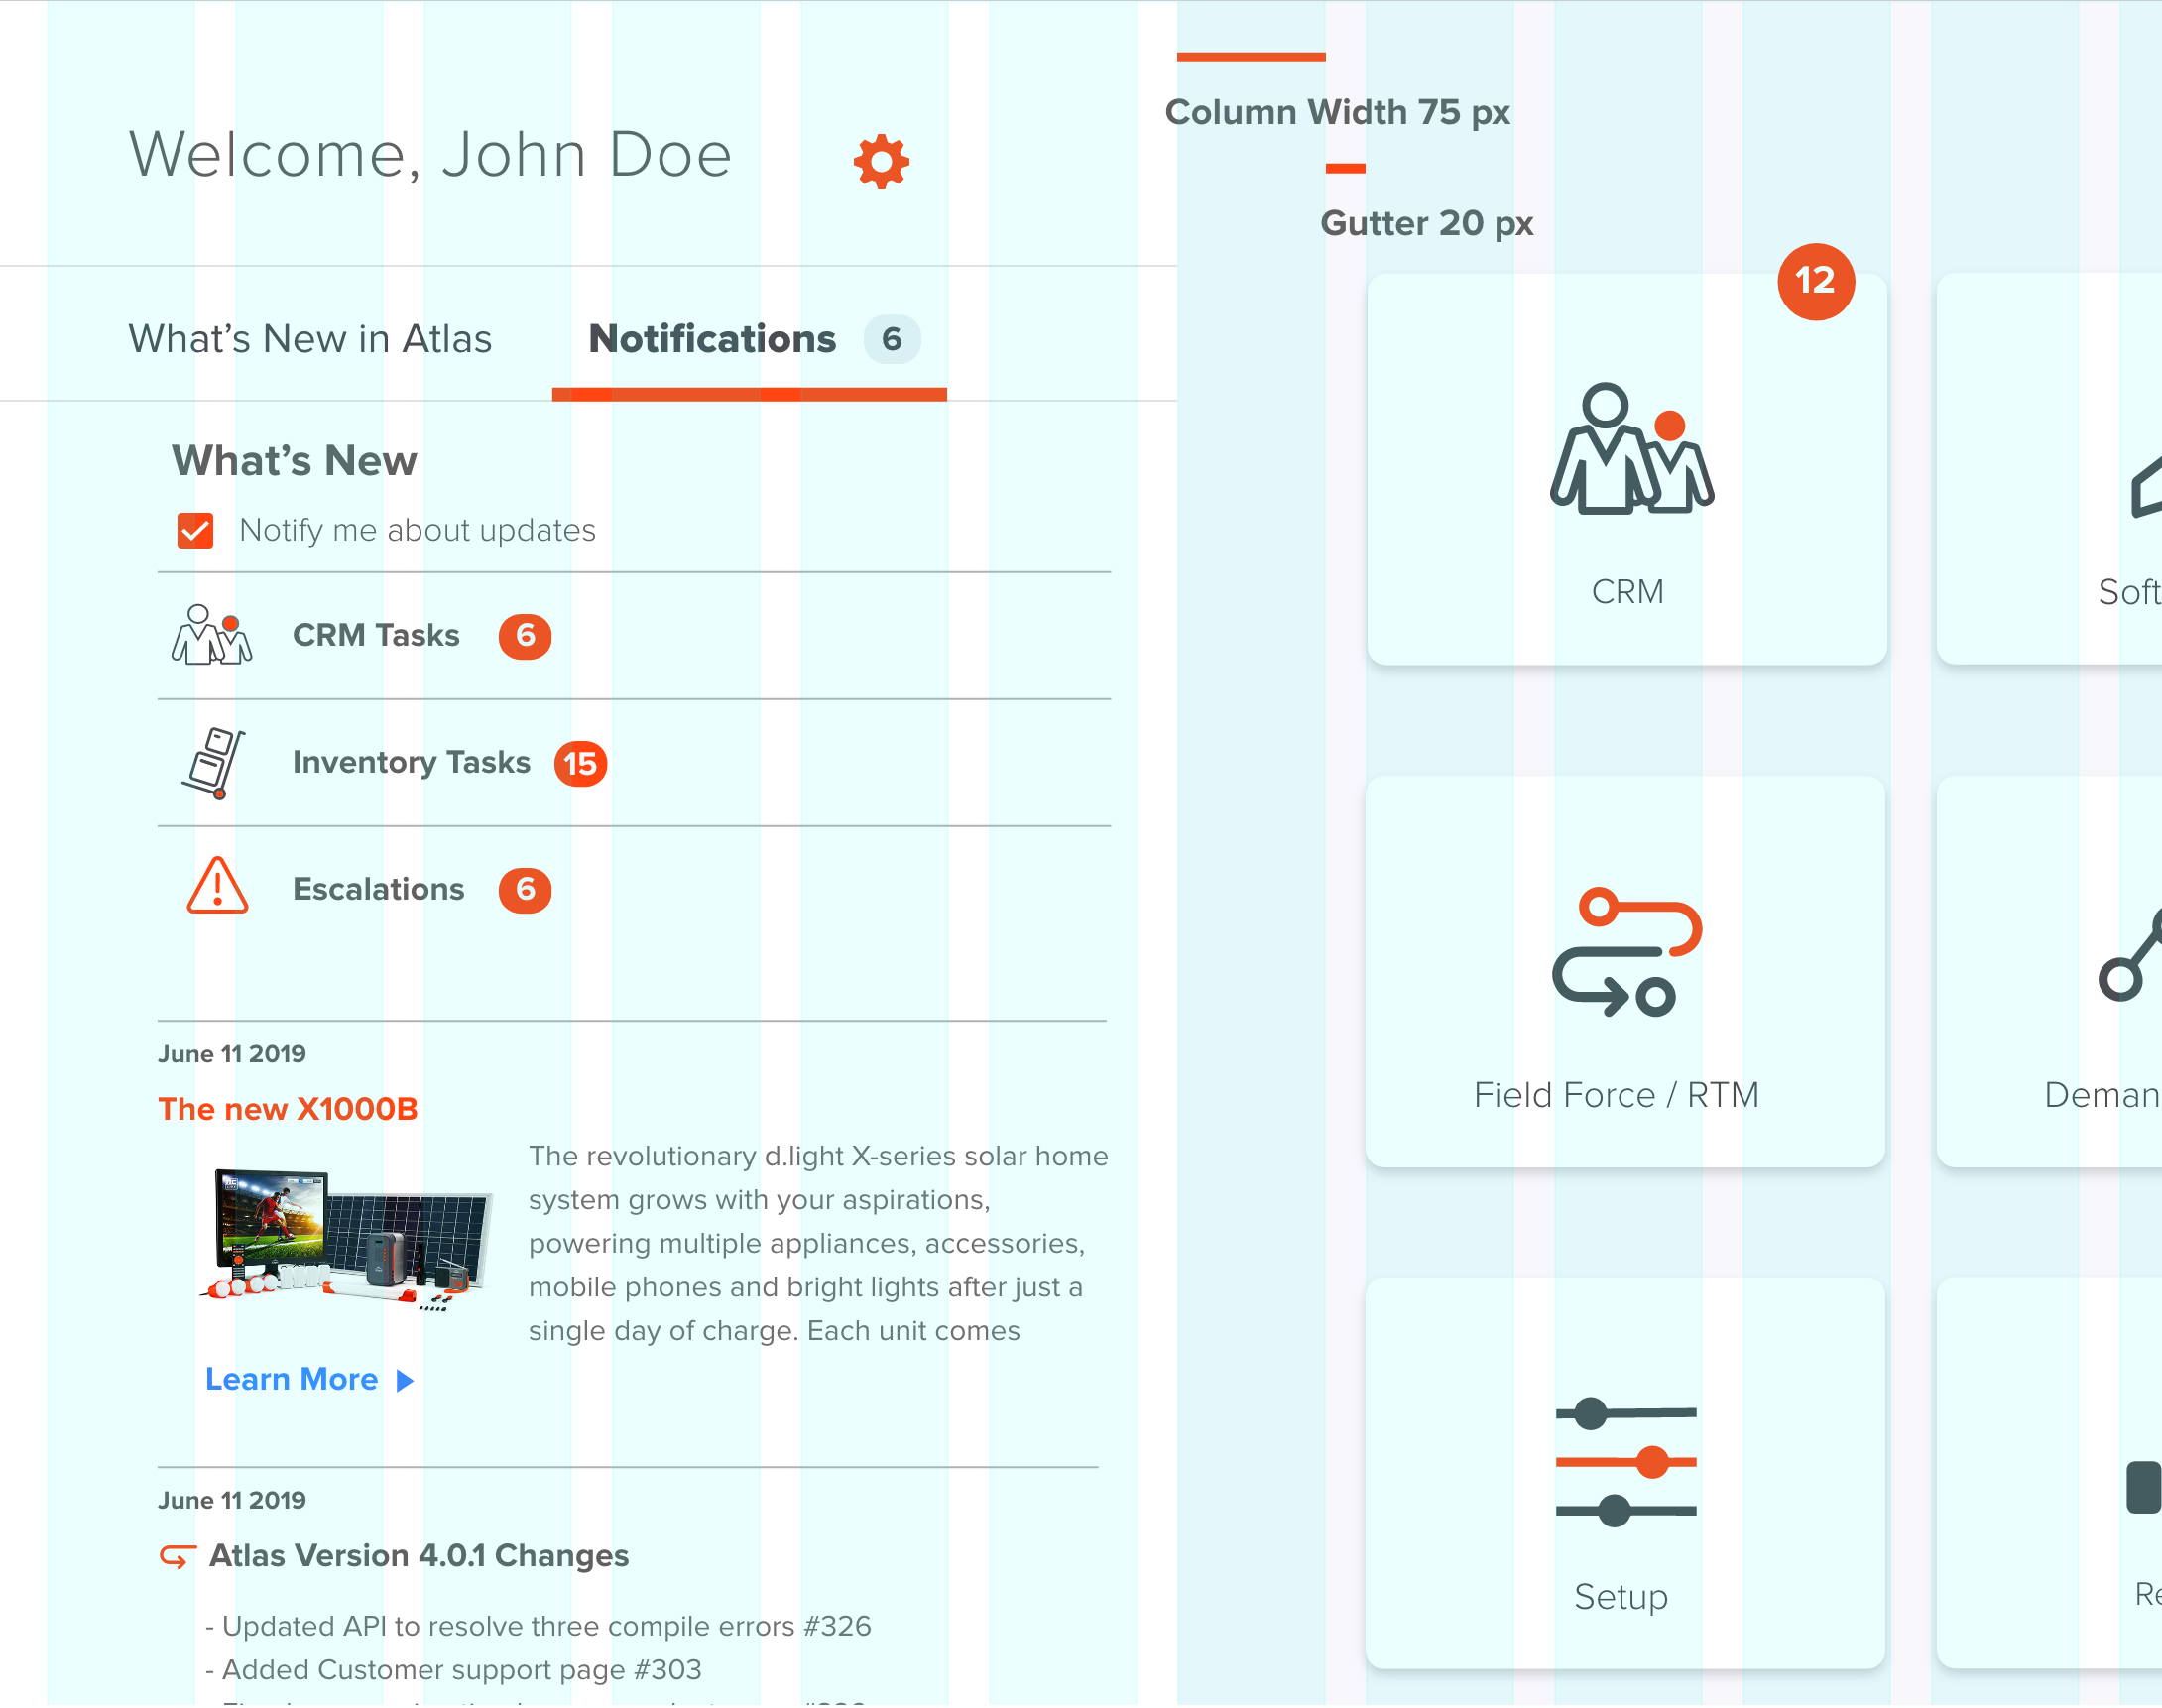 Welcome, John Doe
What’s New in Atlas
Notifications 6
What’s New
Notify me about updates
CRM Tasks 6
Inventory Tasks 15
Escalations 6
June 11 2019
The new X1000B
The revolutionary d.light X-series solar home
system grows with your aspirations,
powering multiple appliances, accessories,
mobile phones and bright lights after just a
single day of charge. Each unit comes
Learn More
June 11 2019
Atlas Version 4.0.1 Changes
- Updated API to resolve three compile errors #326
- Added Customer support page #303
Column Width 75 px
Gutter 20 px
12
CRM
Soft
Field Force / RTM
Deman
Setup
Re